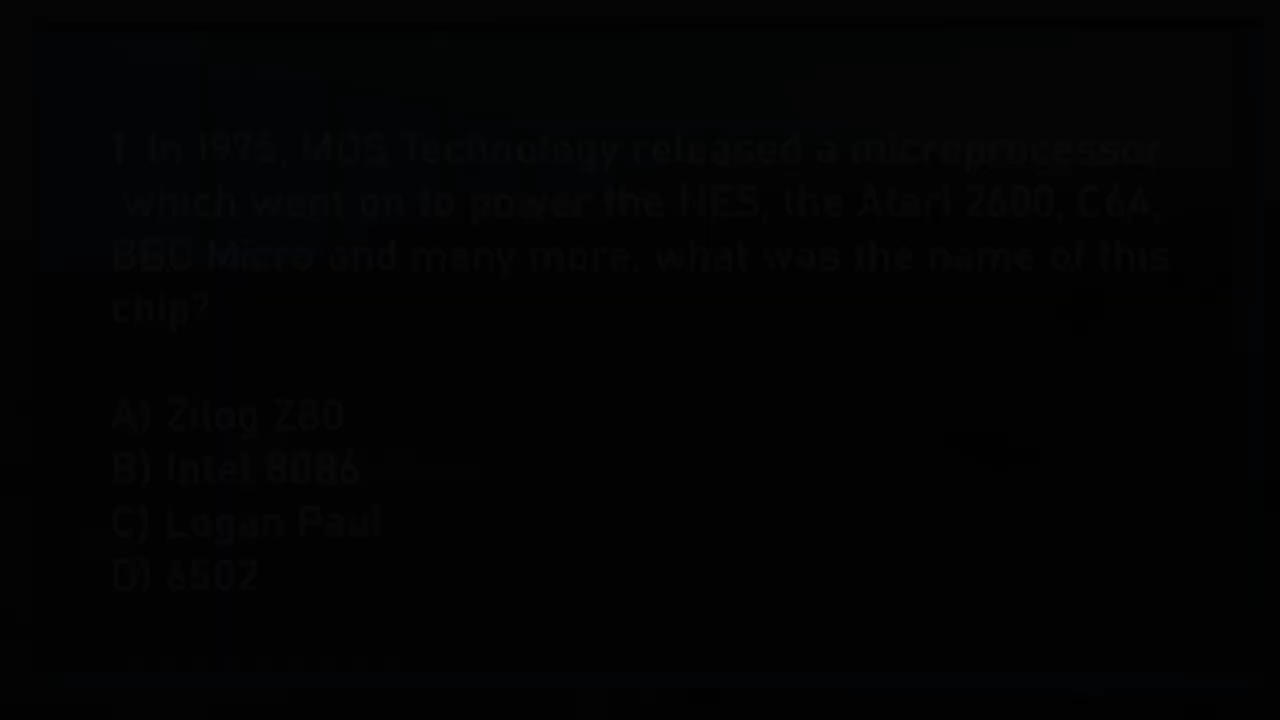 1 In 1975, MOS Technology released a microprocessor
which went on to power the NES, the Atari 2600, C64,
BBC Micro and many more, what was the name of this
chip?
A) Zilog Z80
B) Intel 8086
C) Logan Paul
D) 6502